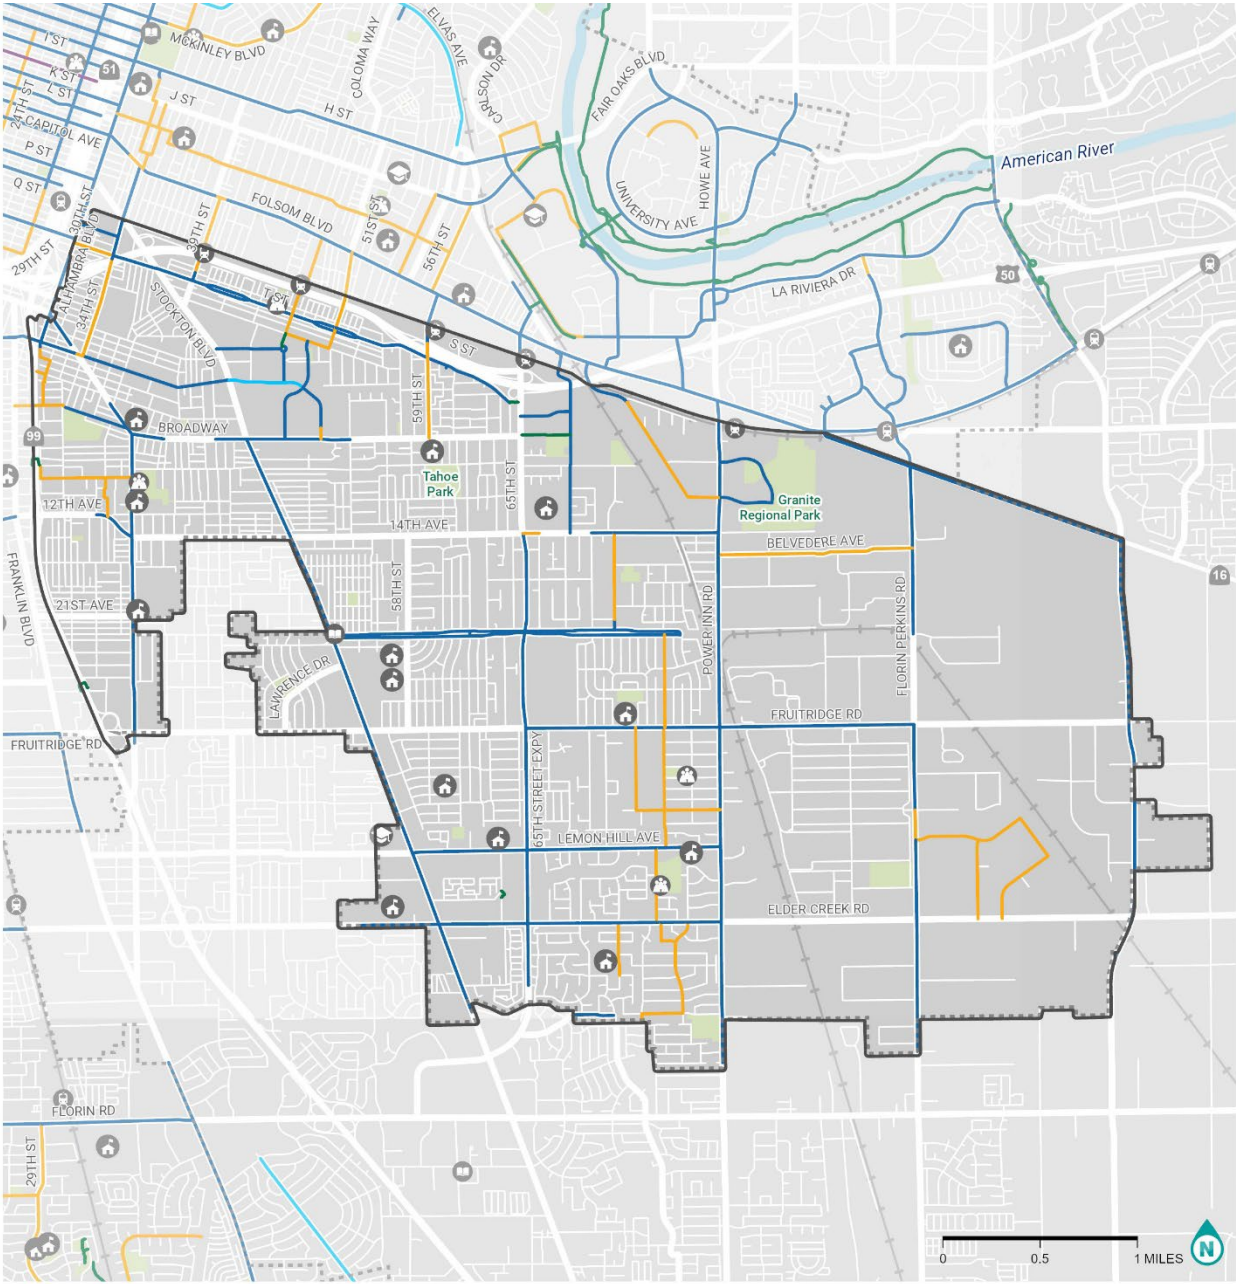 I ST
MCKINLEY BLVD
K ST
51
L ST
24TH ST
J ST
COLOMA WAY
ELVAS AVE
CARLSON DR
FAIR OAKS BLVD
H ST
CAPITOL AVE
P ST
Q ST
American River
HOWE AVE
UNIVERSITY AVE
30TH ST
29TH ST
ALHAMBRA BLVD
34TH ST
39TH ST
FOLSOM BLVD
51ST ST
56TH ST
LA RIVIERA DR
50
STOCKTON BLVD
T ST
S ST
59TH ST
99
BROADWAY
Tahoe
Park
65TH ST
Granite
Regional Park
12TH AVE
14TH AVE
BELVEDERE AVE
16
FRANKLIN BLVD
21ST AVE
58TH ST
POWER INN RD
FLORIN PERKINS RD
LAWRENCE DR
FRUITRIDGE RD
FRUITRIDGE RD
65TH STREET EXPY
LEMON HILL AVE
ELDER CREEK RD
FLORIN RD
29TH ST
N
0 0.5 1 MILES